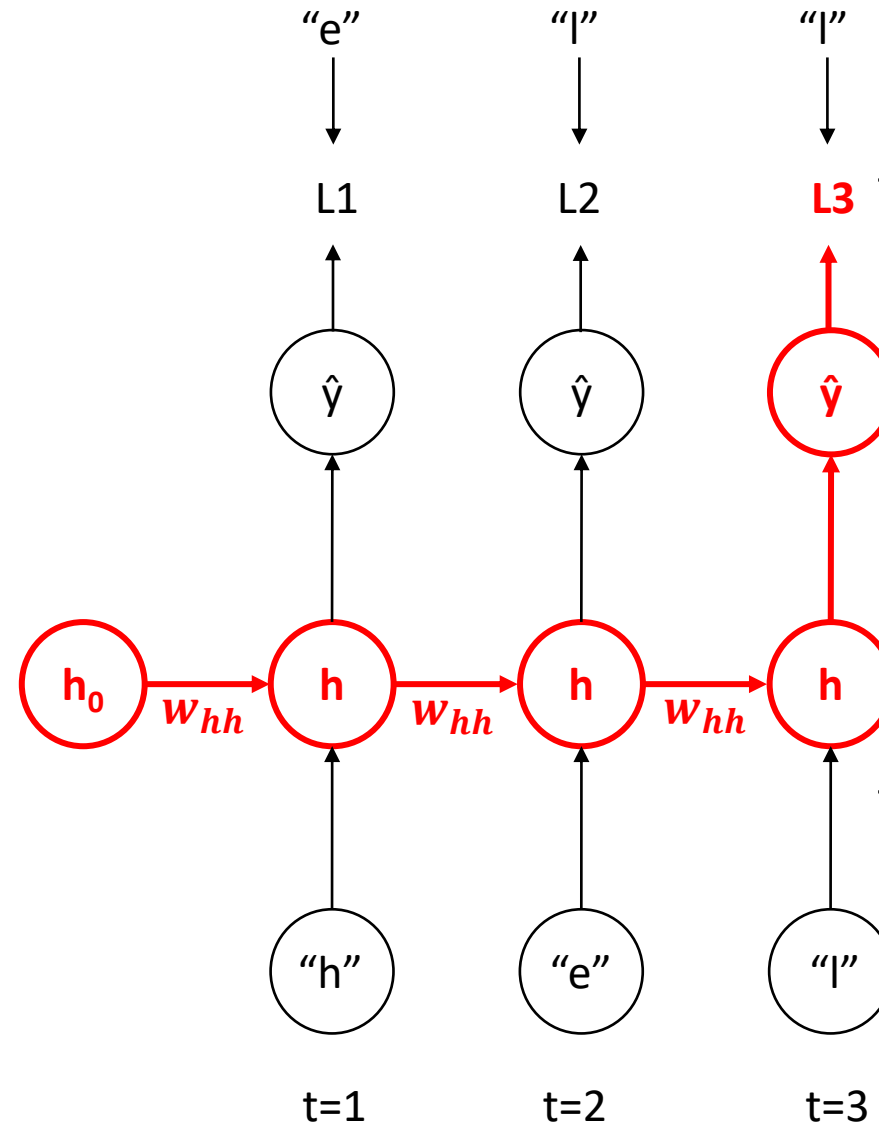 “e” “l” “l”
L1 L2 L3
ŷ ŷ ŷ
h₀ h h h
w_hh w_hh w_hh
“h” “e” “l”
t=1 t=2 t=3